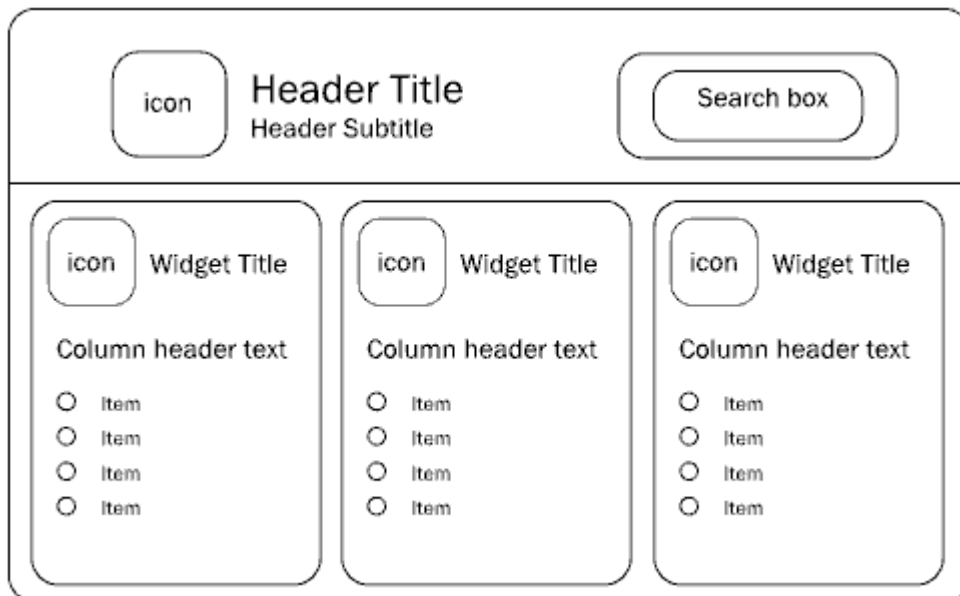 icon
Header Title
Header Subtitle
Search box
icon
Widget Title
Column header text
Item
Item
Item
Item
icon
Widget Title
Column header text
Item
Item
Item
Item
icon
Widget Title
Column header text
Item
Item
Item
Item